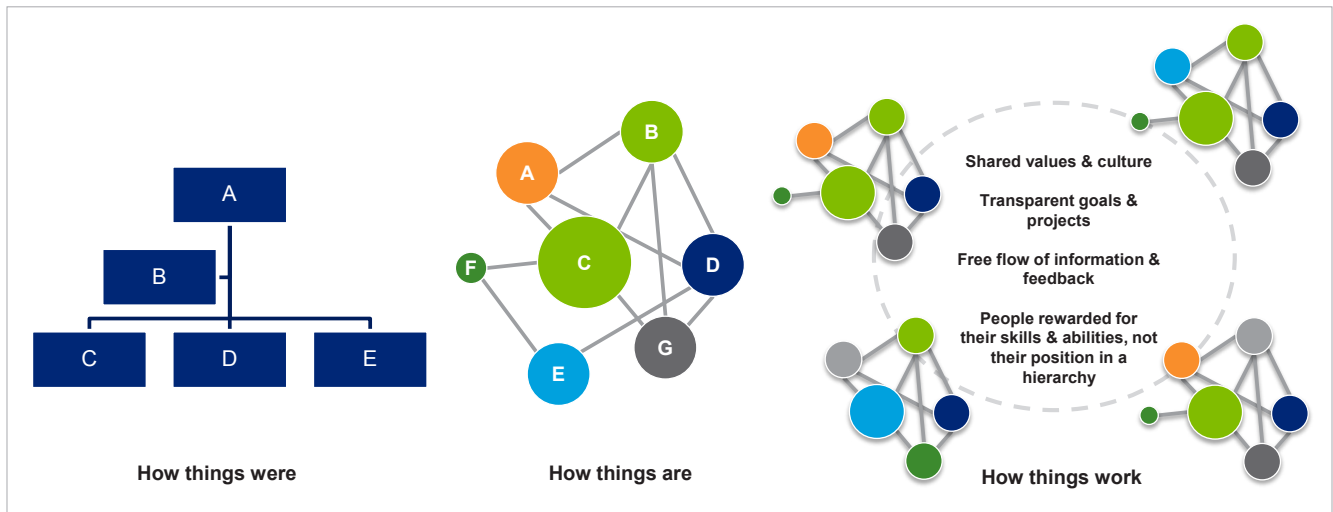 A
B
C
D
E
How things were
A
B
C
D
E
F
G
How things are
Shared values & culture
Transparent goals &
projects
Free flow of information &
feedback
People rewarded for
their skills & abilities, not
their position in a
hierarchy
How things work